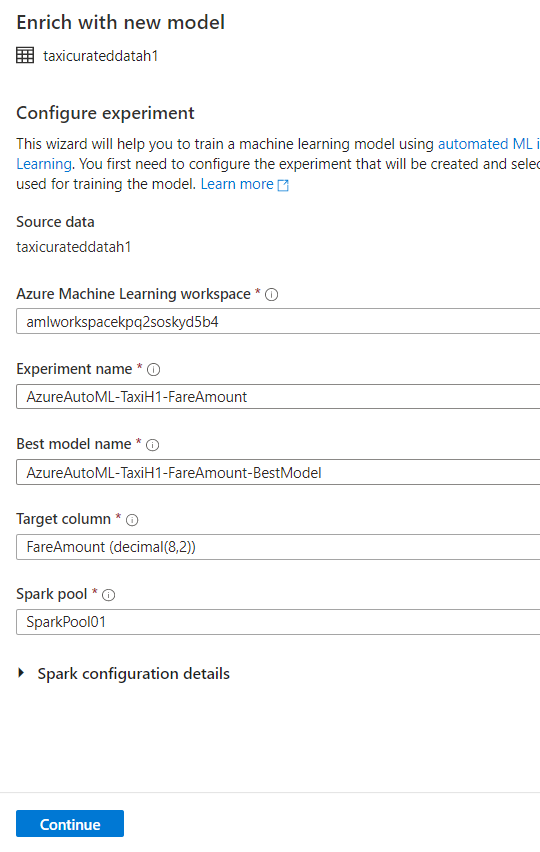 Enrich with new model
taxicurateddatah1
Configure experiment
This wizard will help you to train a machine learning model using automated ML i
Learning. You first need to configure the experiment that will be created and selec
used for training the model. Learn more
Source data
taxicurateddatah1
Azure Machine Learning workspace *
amlworkspacekpq2soskyd5b4
Experiment name *
AzureAutoML-TaxiH1-FareAmount
Best model name *
AzureAutoML-TaxiH1-FareAmount-BestModel
Target column *
FareAmount (decimal(8,2))
Spark pool *
SparkPool01
Spark configuration details
Continue